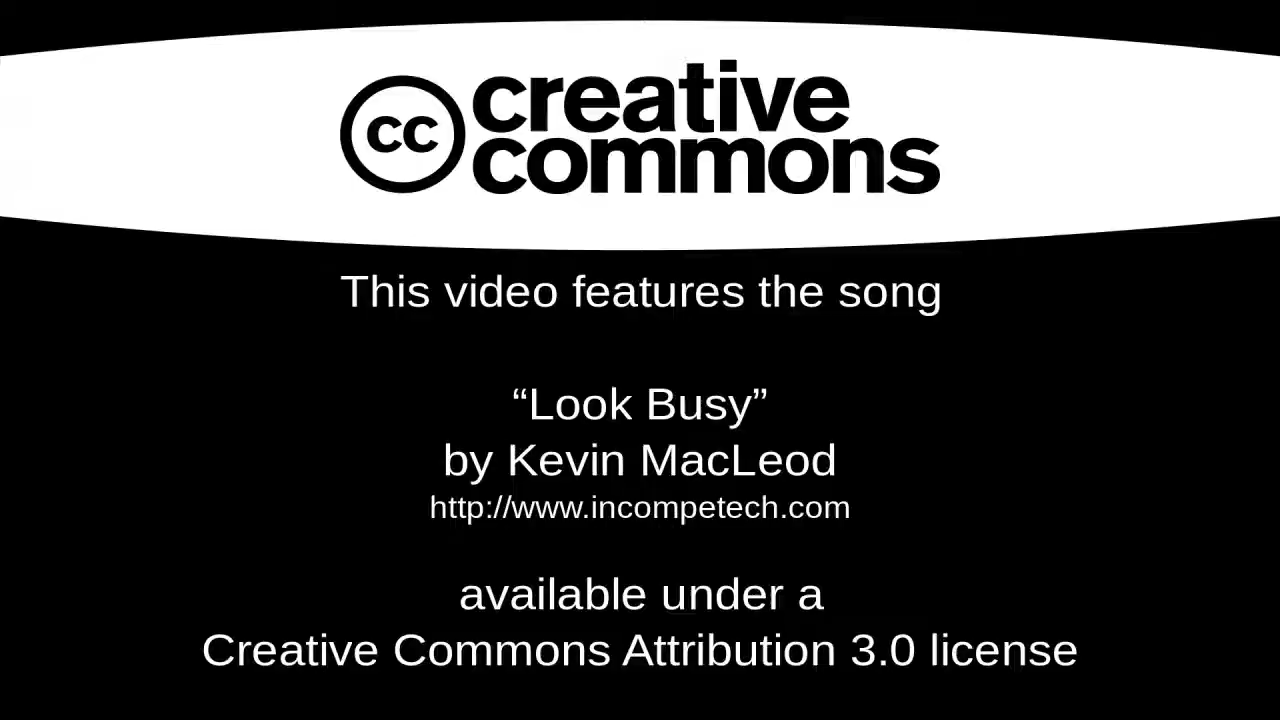 cc creative
commons
This video features the song
“Look Busy”
by Kevin MacLeod
http://www.incompetech.com
available under a
Creative Commons Attribution 3.0 license